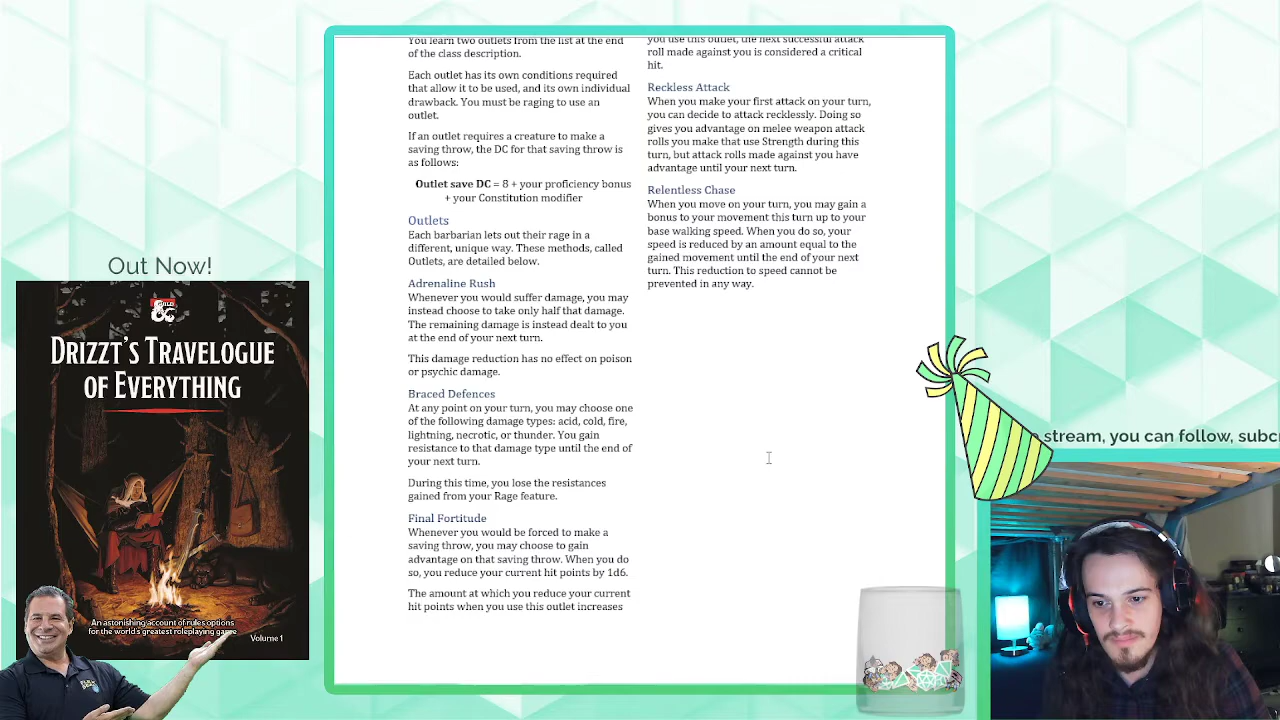 You learn two outlets from the list at the end
of the class description.
Each outlet has its own conditions required
that allow it to be used, and its own individual
drawback. You must be raging to use an
outlet.
If an outlet requires a creature to make a
saving throw, the DC for that saving throw is
as follows:
Outlet save DC = 8 + your proficiency bonus
+ your Constitution modifier
Outlets
Each barbarian lets out their rage in a
different, unique way. These methods, called
Outlets, are detailed below.
Adrenaline Rush
Whenever you would suffer damage, you may
instead choose to take only half that damage.
The remaining damage is instead dealt to you
at the end of your next turn.
This damage reduction has no effect on poison
or psychic damage.
Braced Defences
At any point on your turn, you may choose one
of the following damage types: acid, cold, fire,
lightning, necrotic, or thunder. You gain
resistance to that damage type until the end of
your next turn.
During this time, you lose the resistances
gained from your Rage feature.
Final Fortitude
Whenever you would be forced to make a
saving throw, you may choose to gain
advantage on that saving throw. When you do
so, you reduce your current hit points by 1d6.
The amount at which you reduce your current
hit points when you use this outlet increases
you use this outlet, the next successful attack
roll made against you is considered a critical
hit.
Reckless Attack
When you make your first attack on your turn,
you can decide to attack recklessly. Doing so
gives you advantage on melee weapon attack
rolls you make that use Strength during this
turn, but attack rolls made against you have
advantage until your next turn.
Relentless Chase
When you move on your turn, you may gain a
bonus to your movement this turn up to your
base walking speed. When you do so, your
speed is reduced by an amount equal to the
gained movement until the end of your next
turn. This reduction to speed cannot be
prevented in any way.
Out Now!
Drizzt's Travelogue
of Everything
An astonishing account of rules options
for the world's greatest roleplaying game
Volume 1
stream, you can follow, subc